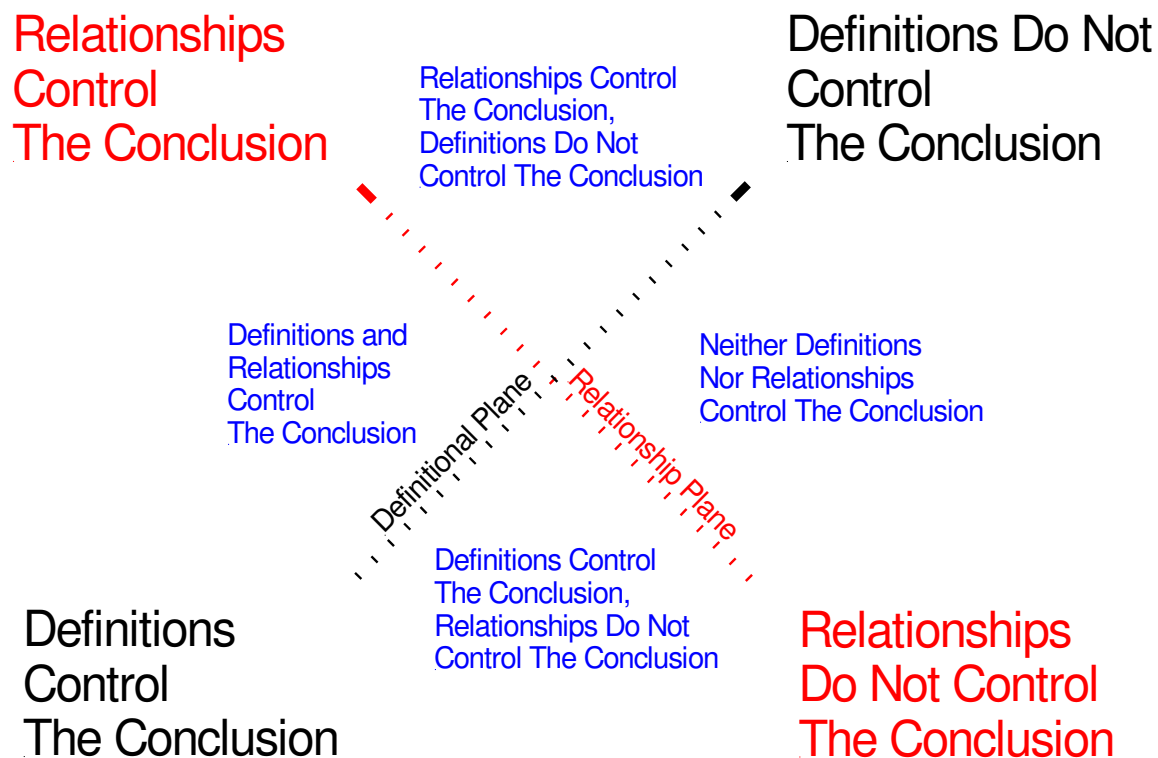 Relationships
Control
The Conclusion
Relationships Control
The Conclusion,
Definitions Do Not
Control The Conclusion
Definitions Do Not
Control
The Conclusion
Definitions and
Relationships
Control
The Conclusion
Neither Definitions
Nor Relationships
Control The Conclusion
Definitional Plane
Relationship Plane
Definitions Control
The Conclusion,
Relationships Do Not
Control The Conclusion
Definitions
Control
The Conclusion
Relationships
Do Not Control
The Conclusion